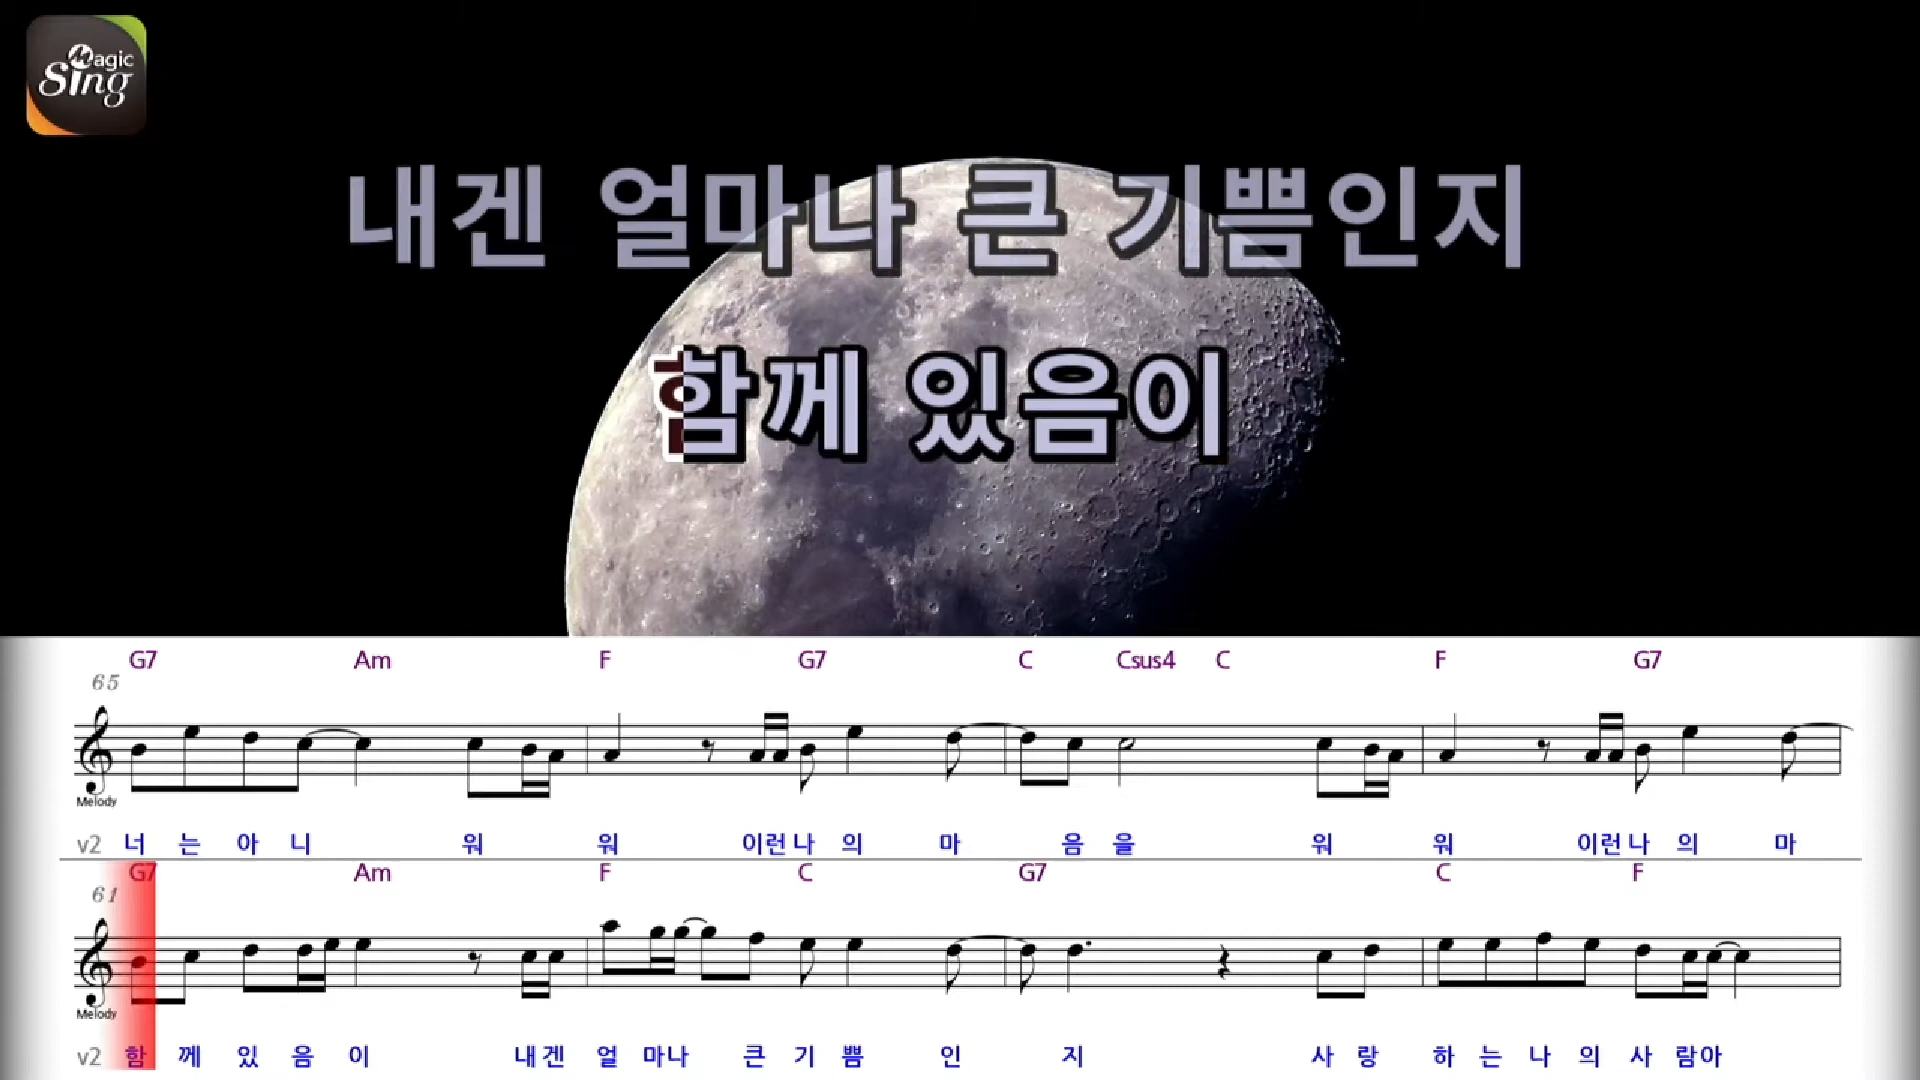 Magic
Sing
내겐 얼마나 큰 기쁨인지
함께 있음이
G7 Am F G7 C Csus4 C F G7
65
Melody
v2 너 는 아 니 워 워 이런 나 의 마 음 을 워 워 이런 나 의 마
G7 Am F C G7 C F
61
Melody
v2 함 께 있 음 이 내 겐 얼 마나 큰 기 쁨 인 지 사 랑 하 는 나 의 사 람아